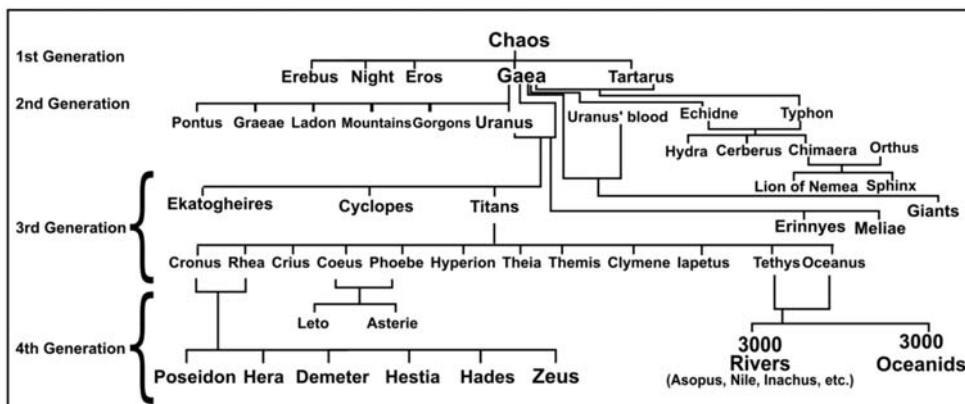 Chaos
1st Generation
Erebus Night Eros Gaea Tartarus
2nd Generation
Pontus Graeae Ladon Mountains Gorgons Uranus Uranus' blood Echidne Typhon
Hydra Cerberus Chimaera Orthus
Lion of Nemea Sphinx
Ekatogheires Cyclopes Titans Giants
3rd Generation
Erinnyes Meliae
Cronus Rhea Crius Coeus Phoebe Hyperion Theia Themis Clymene Iapetus Tethys Oceanus
Leto Asterie
4th Generation
3000 3000
Rivers Oceanids
(Asopus, Nile, Inachus, etc.)
Poseidon Hera Demeter Hestia Hades Zeus